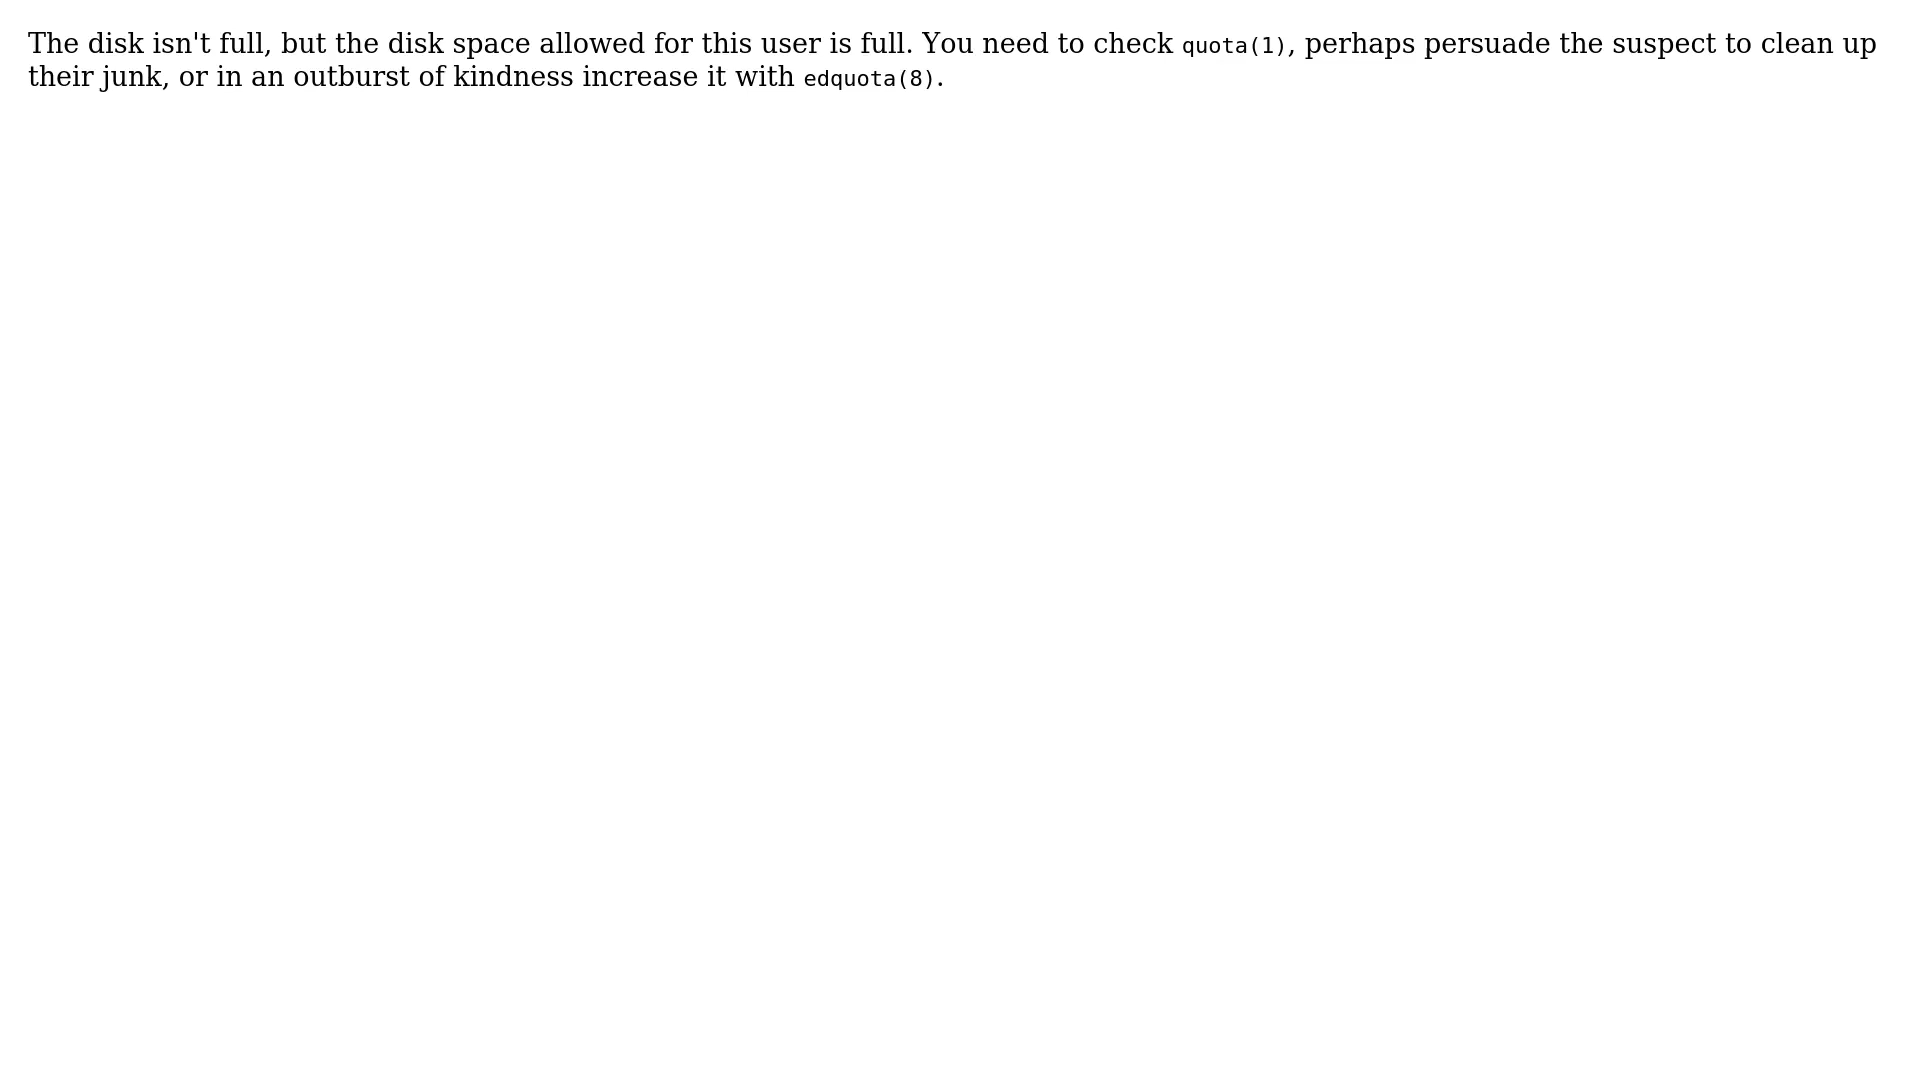 The disk isn't full, but the disk space allowed for this user is full. You need to check quota(1), perhaps persuade the suspect to clean up
their junk, or in an outburst of kindness increase it with edquota(8).